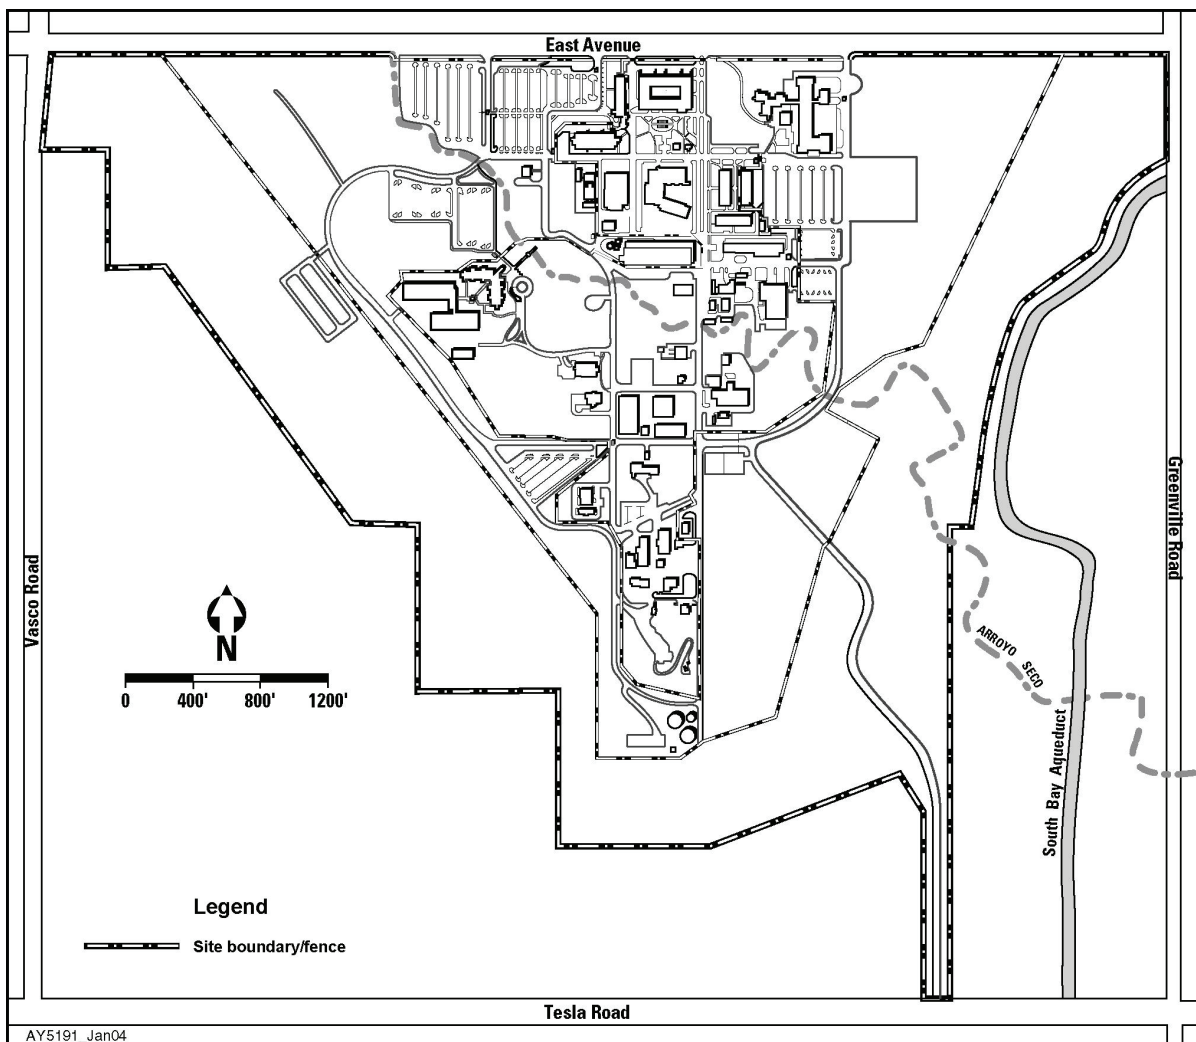 East Avenue
Vasco Road
Greenville Road
N
0 400' 800' 1200'
ARROYO SECO
South Bay Aqueduct
Legend
Site boundary/fence
Tesla Road
AY5191 Jan04